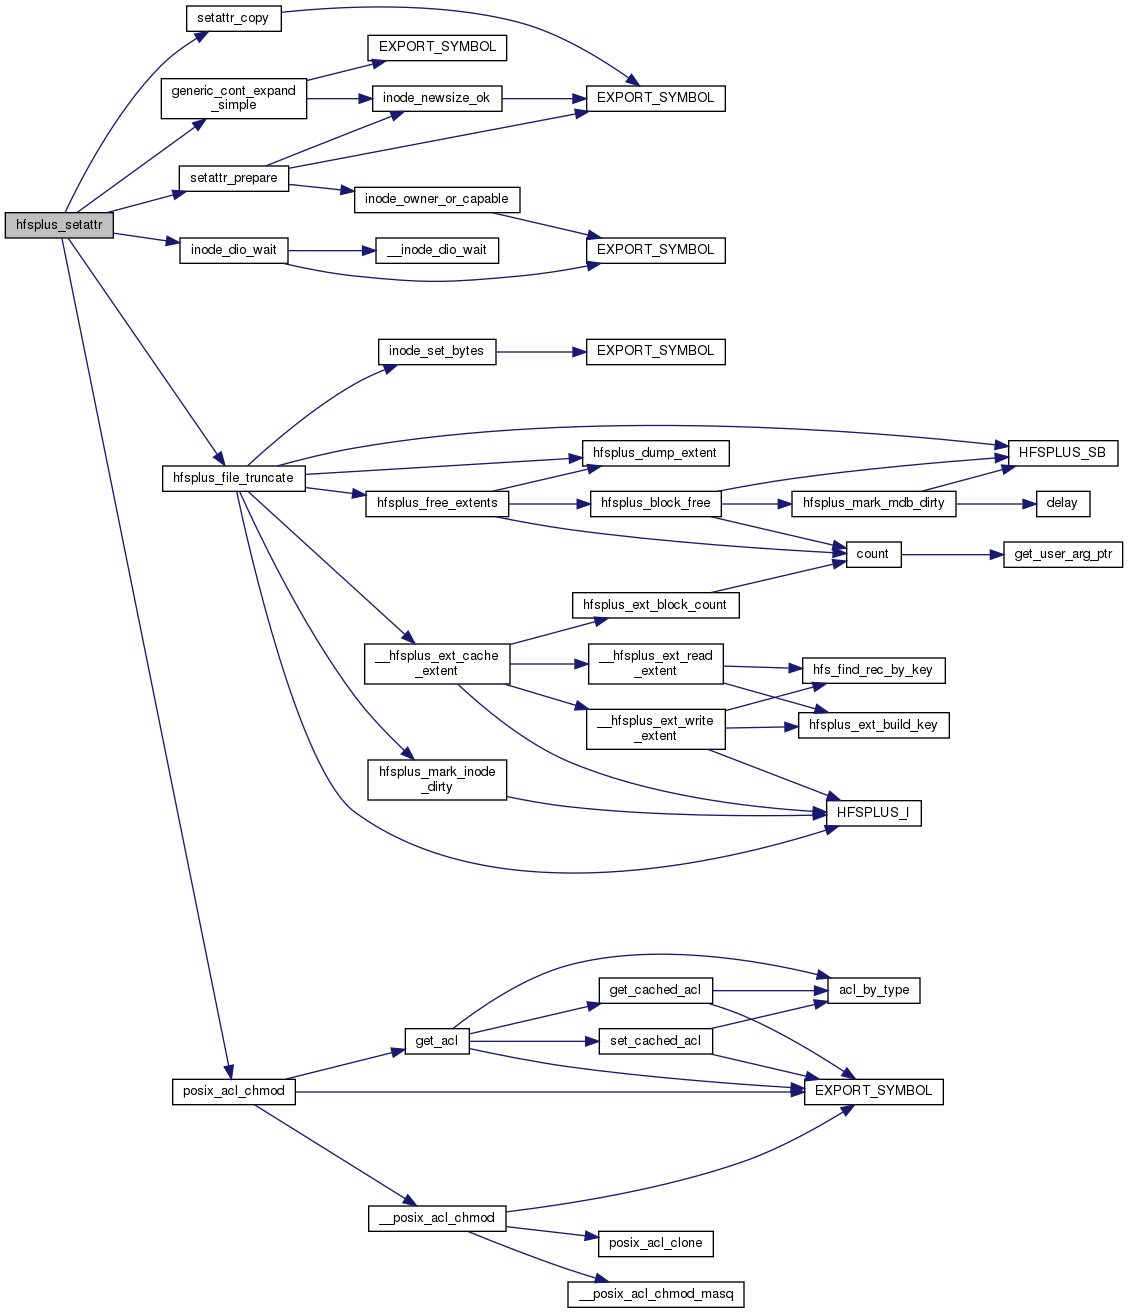 setattr_copy
EXPORT_SYMBOL
generic_cont_expand
_simple
inode_newsize_ok
EXPORT_SYMBOL
setattr_prepare
inode_owner_or_capable
hfsplus_setattr
inode_dio_wait
__inode_dio_wait
EXPORT_SYMBOL
inode_set_bytes
EXPORT_SYMBOL
hfsplus_dump_extent
HFSPLUS_SB
hfsplus_file_truncate
hfsplus_free_extents
hfsplus_block_free
hfsplus_mark_mdb_dirty
delay
count
get_user_arg_ptr
hfsplus_ext_block_count
__hfsplus_ext_cache
_extent
__hfsplus_ext_read
_extent
hfs_find_rec_by_key
__hfsplus_ext_write
_extent
hfsplus_ext_build_key
hfsplus_mark_inode
_dirty
HFSPLUS_I
get_cached_acl
acl_by_type
get_acl
set_cached_acl
posix_acl_chmod
EXPORT_SYMBOL
__posix_acl_chmod
posix_acl_clone
__posix_acl_chmod_masq